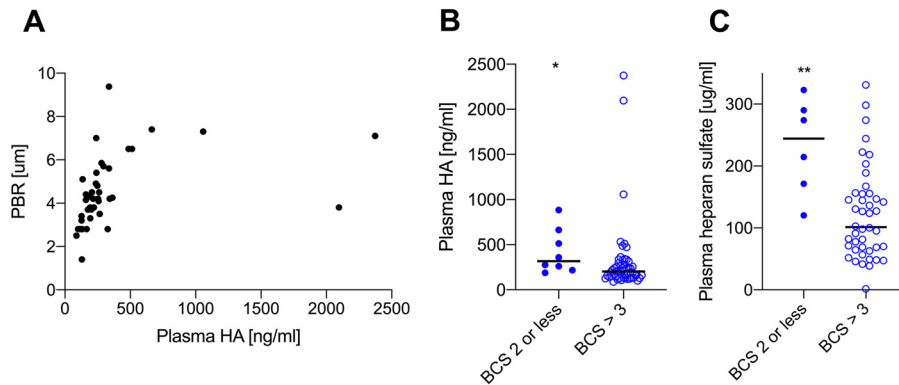 A
PBR [um]
10
8
6
4
2
0
0 500 1000 1500 2000 2500
Plasma HA [ng/ml]
B
*
Plasma HA [ng/ml]
2500
2000
1500
1000
500
0
BCS 2 or less
BCS > 3
C
**
Plasma heparan sulfate [ug/ml]
300
200
100
0
BCS 2 or less
BCS > 3